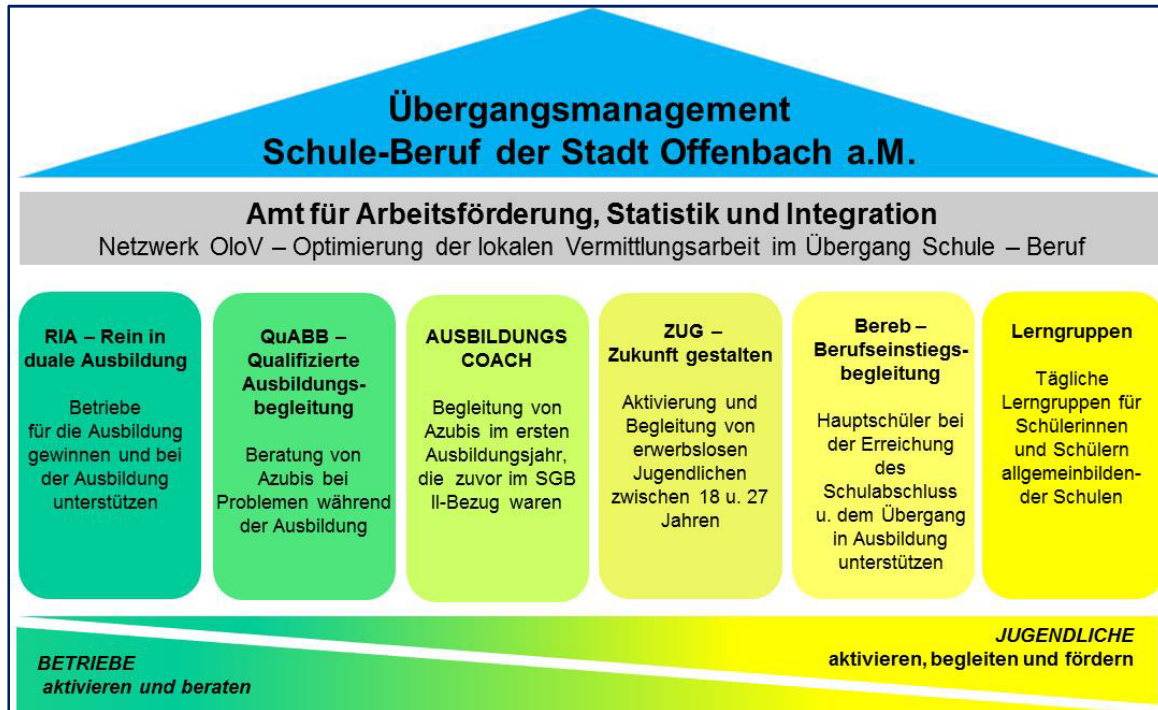 Übergangsmanagement
Schule-Beruf der Stadt Offenbach a.M.
Amt für Arbeitsförderung, Statistik und Integration
Netzwerk OloV – Optimierung der lokalen Vermittlungsarbeit im Übergang Schule – Beruf
RIA – Rein in
duale Ausbildung
Betriebe
für die Ausbildung
gewinnen und bei
der Ausbildung
unterstützen
QuABB –
Qualifizierte
Ausbildungs-
begleitung
Beratung von
Azubis bei
Problemen während
der Ausbildung
AUSBILDUNGS
COACH
Begleitung von
Azubis im ersten
Ausbildungsjahr,
die zuvor im SGB
II-Bezug waren
ZUG –
Zukunft gestalten
Aktivierung und
Begleitung von
erwerbslosen
Jugendlichen
zwischen 18 u. 27
Jahren
Bereb –
Berufseinstiegs-
begleitung
Hauptschüler bei
der Erreichung
des
Schulabschluss
u. dem Übergang
in Ausbildung
unterstützen
Lerngruppen
Tägliche
Lerngruppen für
Schülerinnen
und Schülern
allgemeinbilden-
der Schulen
BETRIEBE
aktivieren und beraten
JUGENDLICHE
aktivieren, begleiten und fördern